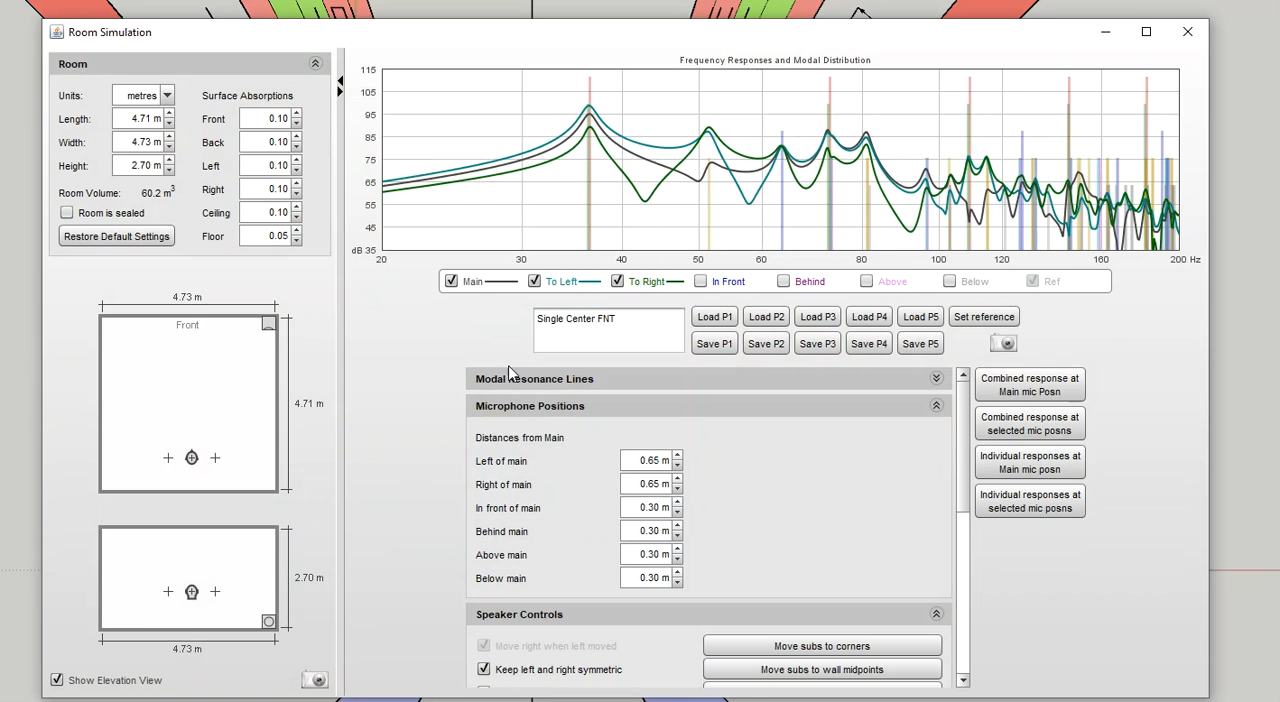 Room Simulation
Room
Units: metres Surface Absorptions
Length: 4.71 m Front 0.10
Width: 4.73 m Back 0.10
Height: 2.70 m Left 0.10
Room Volume: 60.2 m3 Right 0.10
Room is sealed Ceiling 0.10
Restore Default Settings Floor 0.05
4.73 m
Front
4.71 m
2.70 m
4.73 m
Show Elevation View
Frequency Responses and Modal Distribution
115
105
95
85
75
65
55
45
dB 35
20 30 40 50 60 80 100 120 160 200 Hz
Main To Left To Right In Front Behind Above Below Ref
Single Center FNT
Load P1 Load P2 Load P3 Load P4 Load P5 Set reference
Save P1 Save P2 Save P3 Save P4 Save P5
Modal Resonance Lines
Microphone Positions
Distances from Main
Left of main 0.65 m
Right of main 0.65 m
In front of main 0.30 m
Behind main 0.30 m
Above main 0.30 m
Below main 0.30 m
Speaker Controls
Move right when left moved Move subs to corners
Keep left and right symmetric Move subs to wall midpoints
Combined response at
Main mic Posn
Combined response at
selected mic posns
Individual responses at
Main mic posn
Individual responses at
selected mic posns